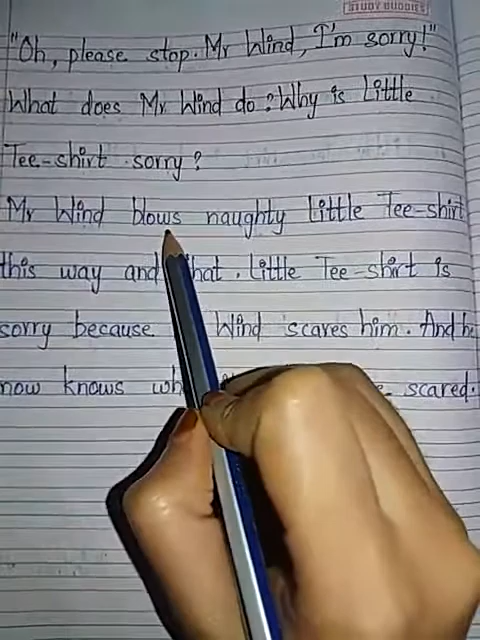 STUDY BUDDIES
"Oh, please stop. Mr Wind, I'm sorry!"
What does Mr Wind do? Why is Little
Tee-shirt sorry?
Mr Wind blows naughty Little Tee-shirt
this way and that. Little Tee-shirt is
sorry because Wind scares him. And he
now knows scared.